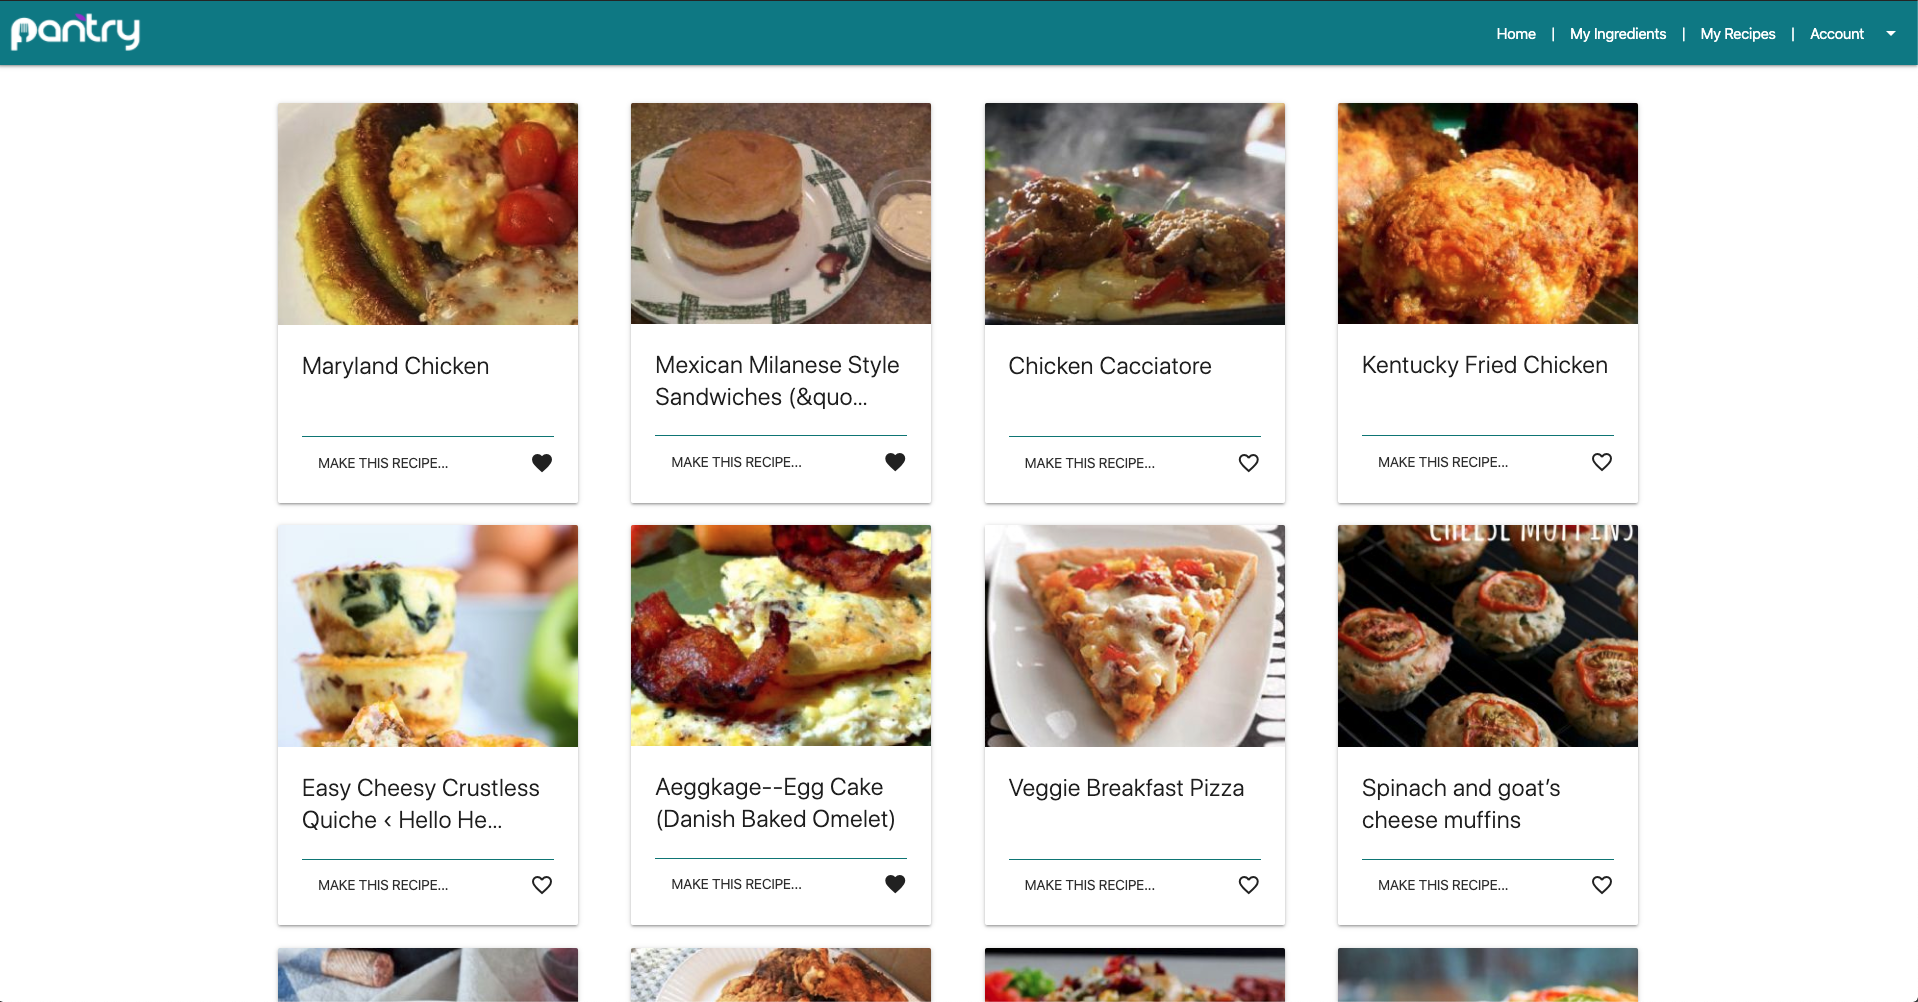 pantry
Home | My Ingredients | My Recipes | Account
Maryland Chicken
MAKE THIS RECIPE...
Mexican Milanese Style
Sandwiches (&quo...
MAKE THIS RECIPE...
Chicken Cacciatore
MAKE THIS RECIPE...
Kentucky Fried Chicken
MAKE THIS RECIPE...
CHEESE MUFFINS
Easy Cheesy Crustless
Quiche ‹ Hello He...
MAKE THIS RECIPE...
Aeggkage--Egg Cake
(Danish Baked Omelet)
MAKE THIS RECIPE...
Veggie Breakfast Pizza
MAKE THIS RECIPE...
Spinach and goat’s
cheese muffins
MAKE THIS RECIPE...